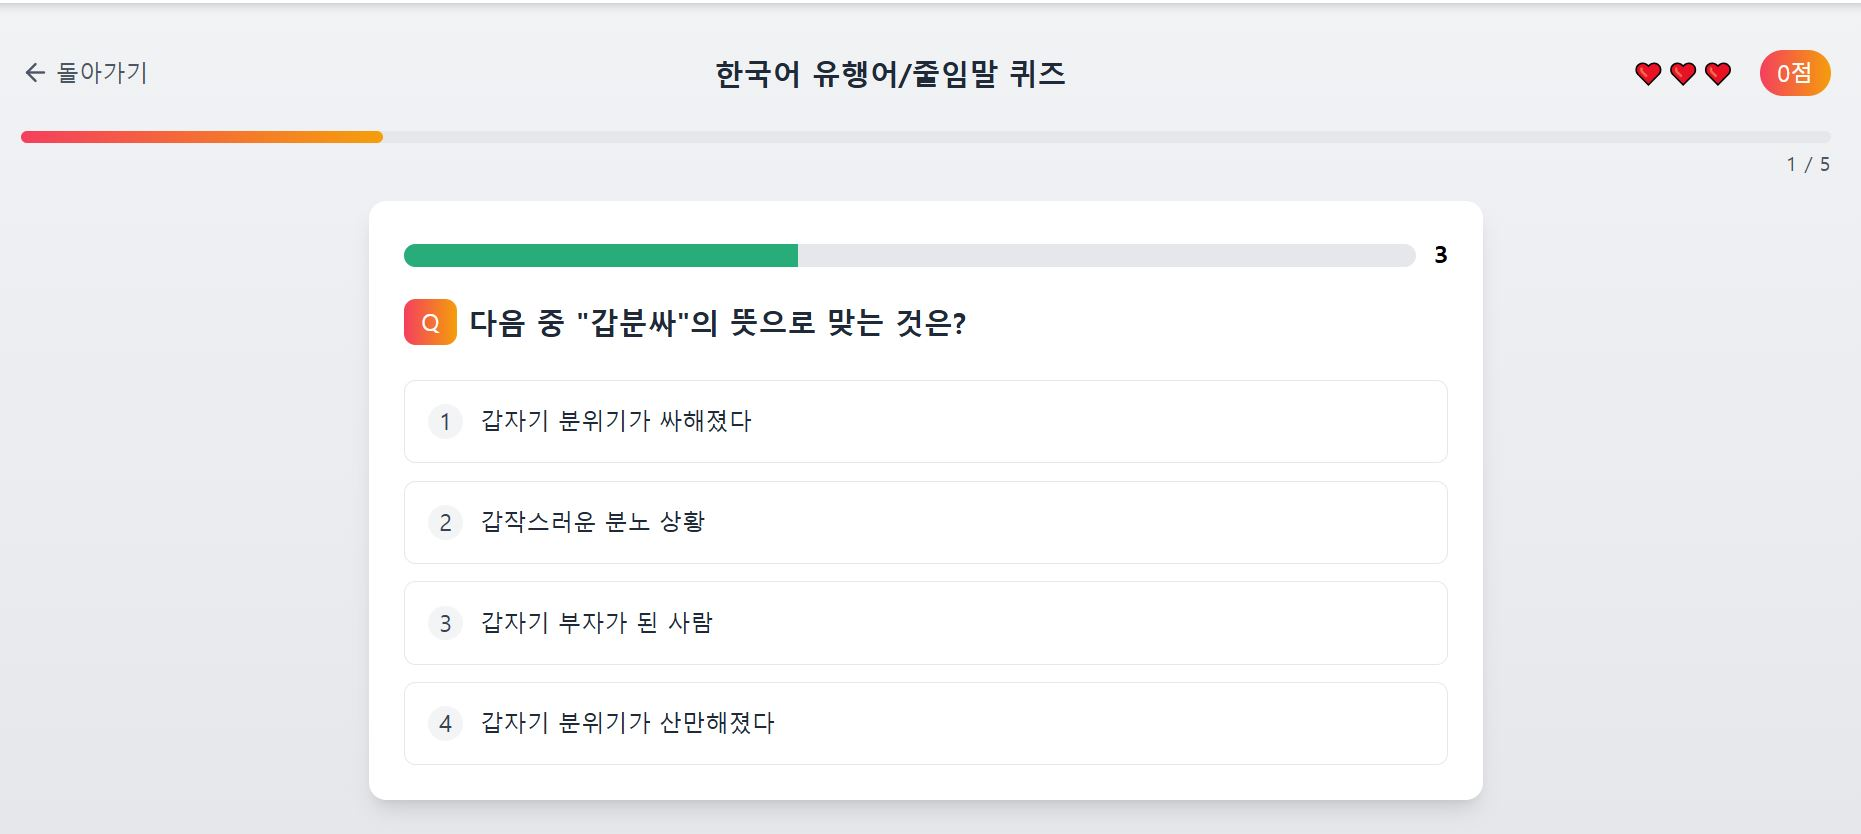 ← 돌아가기
한국어 유행어/줄임말 퀴즈
0점
1 / 5
3
Q 다음 중 "갑분싸"의 뜻으로 맞는 것은?
1 갑자기 분위기가 싸해졌다
2 갑작스러운 분노 상황
3 갑자기 부자가 된 사람
4 갑자기 분위기가 산만해졌다